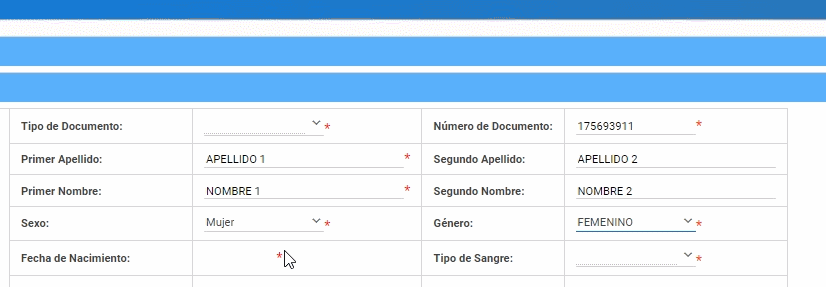 Tipo de Documento: * Número de Documento: 175693911 *
Primer Apellido: APELLIDO 1 * Segundo Apellido: APELLIDO 2
Primer Nombre: NOMBRE 1 * Segundo Nombre: NOMBRE 2
Sexo: Mujer * Género: FEMENINO *
Fecha de Nacimiento: * Tipo de Sangre: *